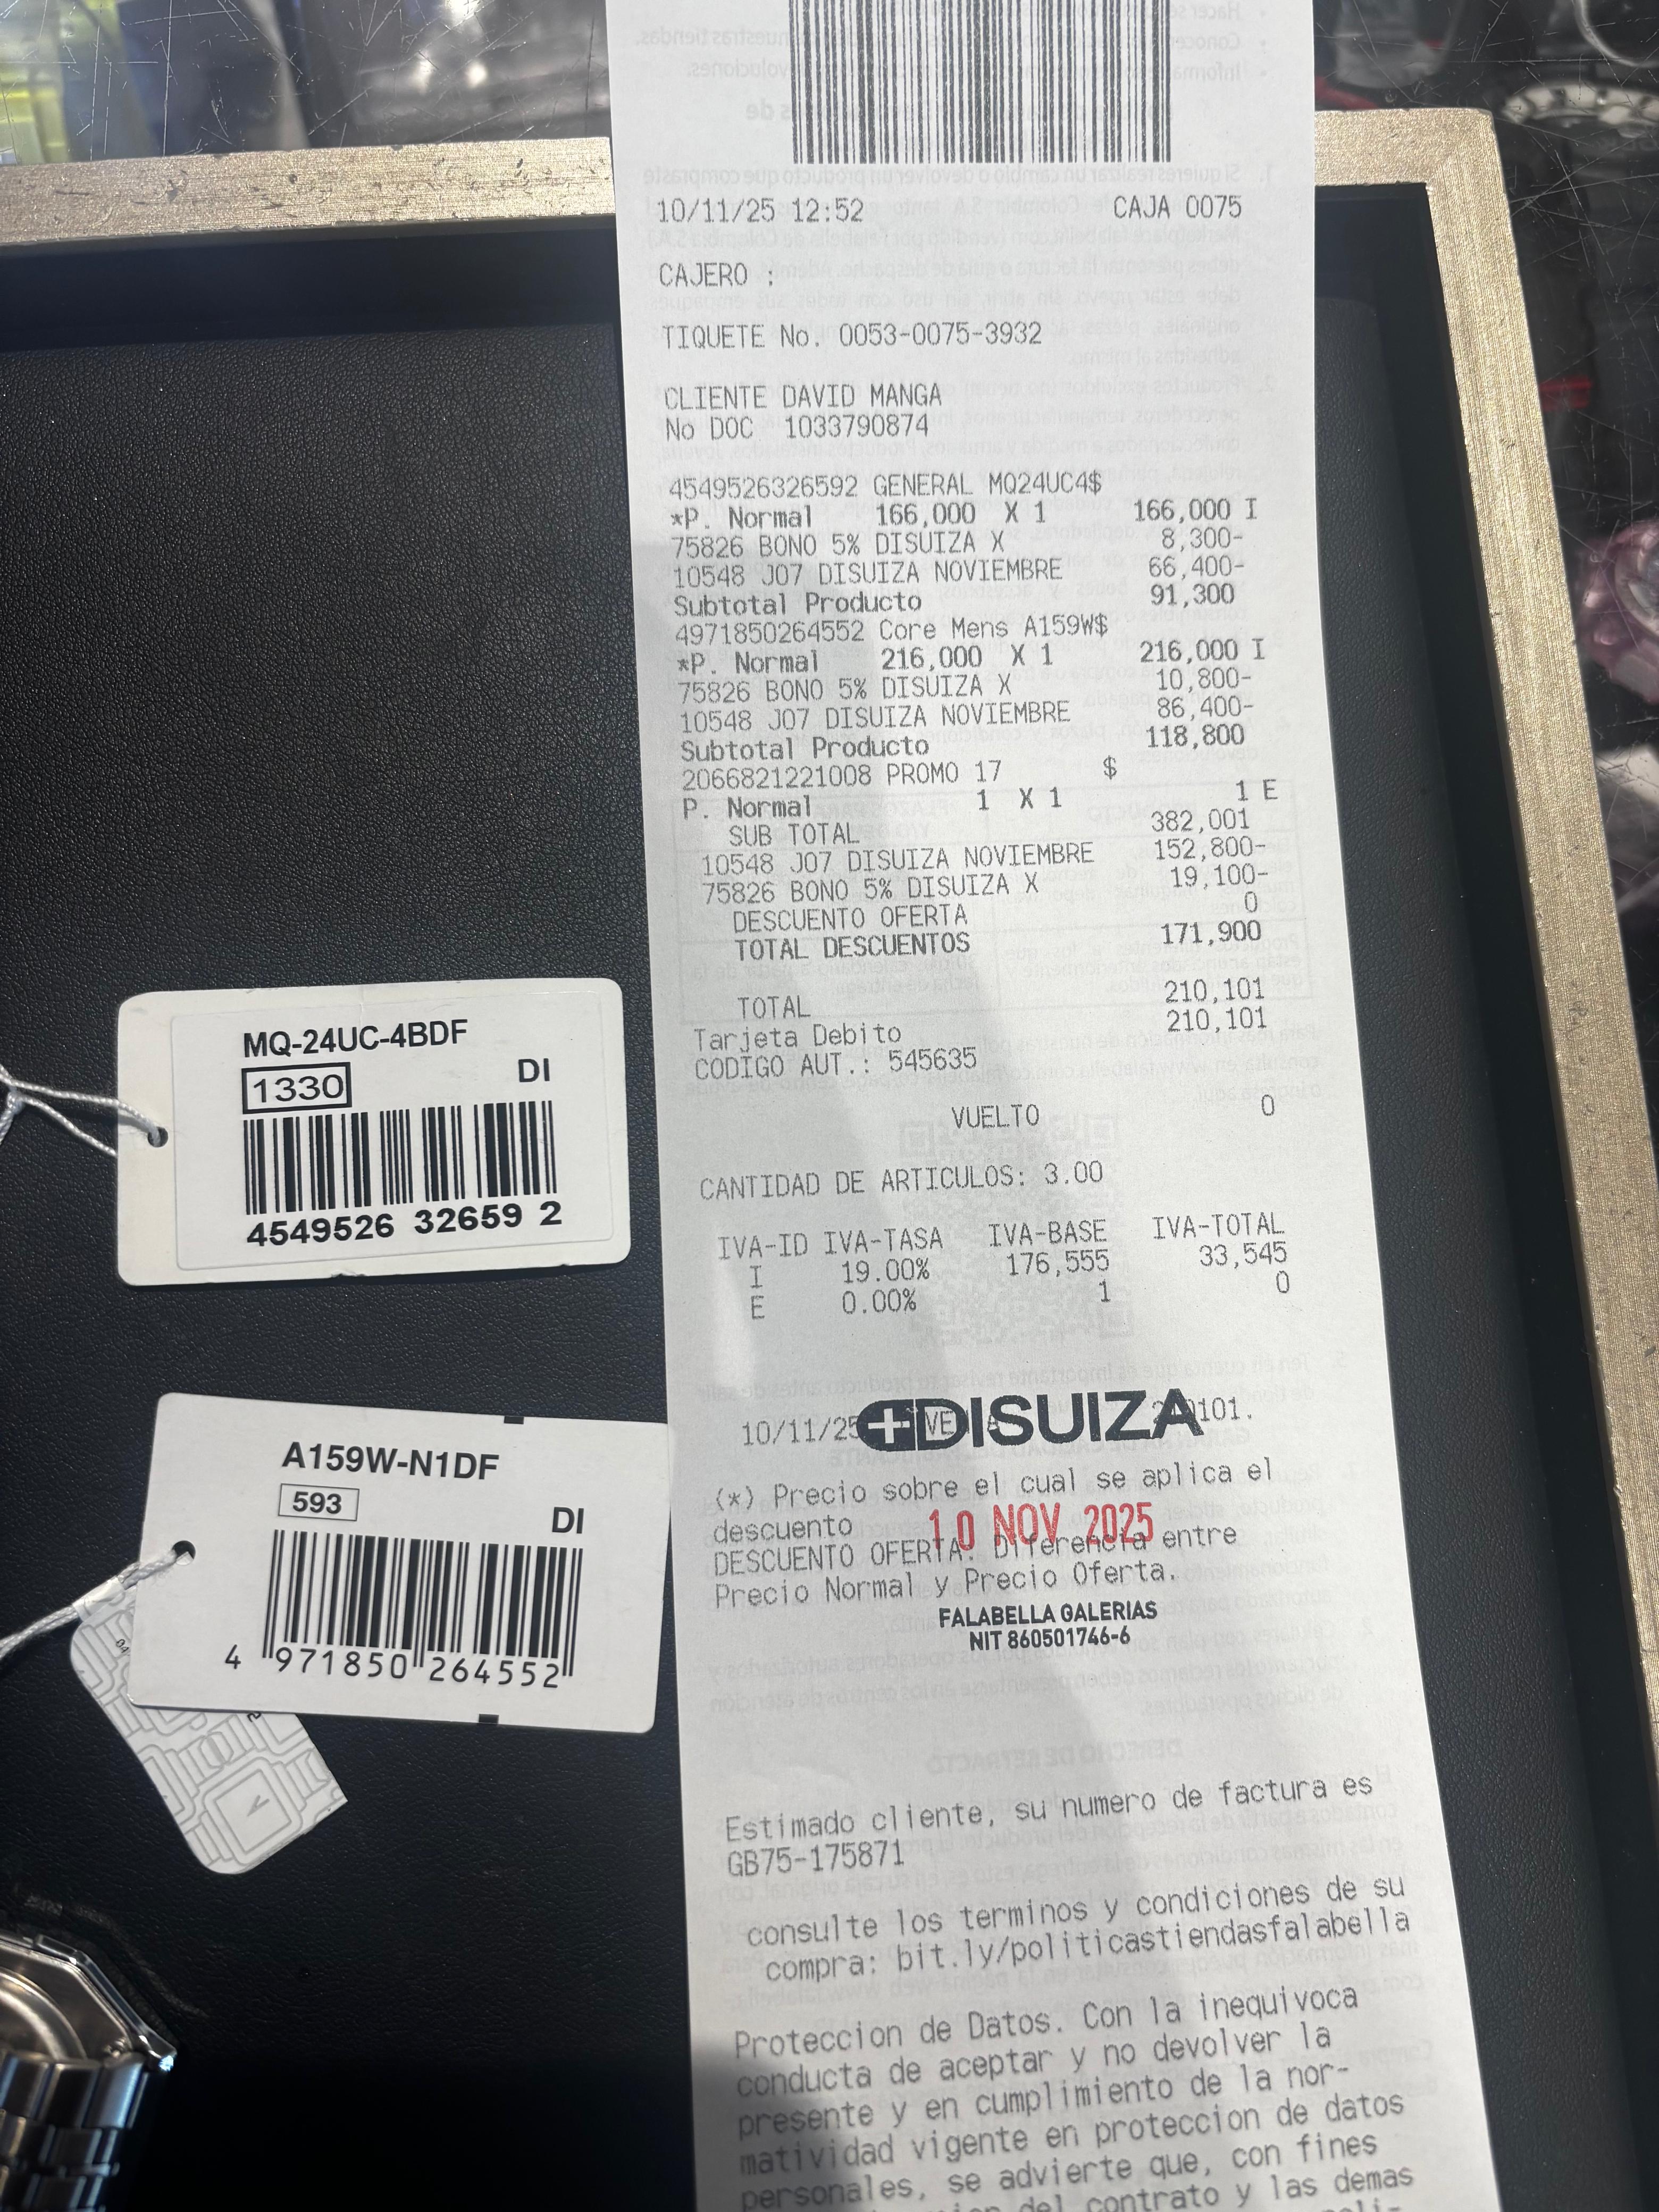 10/11/25 12:52 CAJA 0075
CAJERO :
TIQUETE No. 0053-0075-3932
CLIENTE DAVID MANGA
No DOC 1033790874
4549526326592 GENERAL MQ24UC4$
*P. Normal 166,000 X 1 166,000 I
75826 BONO 5% DISUIZA X 8,300-
10548 J07 DISUIZA NOVIEMBRE 66,400-
Subtotal Producto 91,300
4971850264552 Core Mens A159W$
*P. Normal 216,000 X 1 216,000 I
75826 BONO 5% DISUIZA X 10,800-
10548 J07 DISUIZA NOVIEMBRE 86,400-
Subtotal Producto 118,800
2066821221008 PROMO 17 $
P. Normal 1 X 1 1 E
SUB TOTAL 382,001
10548 J07 DISUIZA NOVIEMBRE 152,800-
75826 BONO 5% DISUIZA X 19,100-
DESCUENTO OFERTA 0
TOTAL DESCUENTOS 171,900
TOTAL 210,101
Tarjeta Debito 210,101
CODIGO AUT.: 545635
VUELTO 0
CANTIDAD DE ARTICULOS: 3.00
IVA-ID IVA-TASA IVA-BASE IVA-TOTAL
I 19.00% 176,555 33,545
E 0.00% 1 0
10/11/25
DISUIZA
(*) Precio sobre el cual se aplica el
descuento
10 NOV 2025
DESCUENTO OFERTA: Diferencia entre
Precio Normal y Precio Oferta.
FALABELLA GALERIAS
NIT 860501746-6
Estimado cliente, su numero de factura es
GB75-175871
consulte los terminos y condiciones de su
compra: bit.ly/politicastiendasfalabella
Proteccion de Datos. Con la inequivoca
conducta de aceptar y no devolver la
presente y en cumplimiento de la nor-
matividad vigente en proteccion de datos
personales, se advierte que, con fines
del contrato y las demas
MQ-24UC-4BDF
1330 DI
4549526 32659 2
A159W-N1DF
593
DI
4 971850 264552